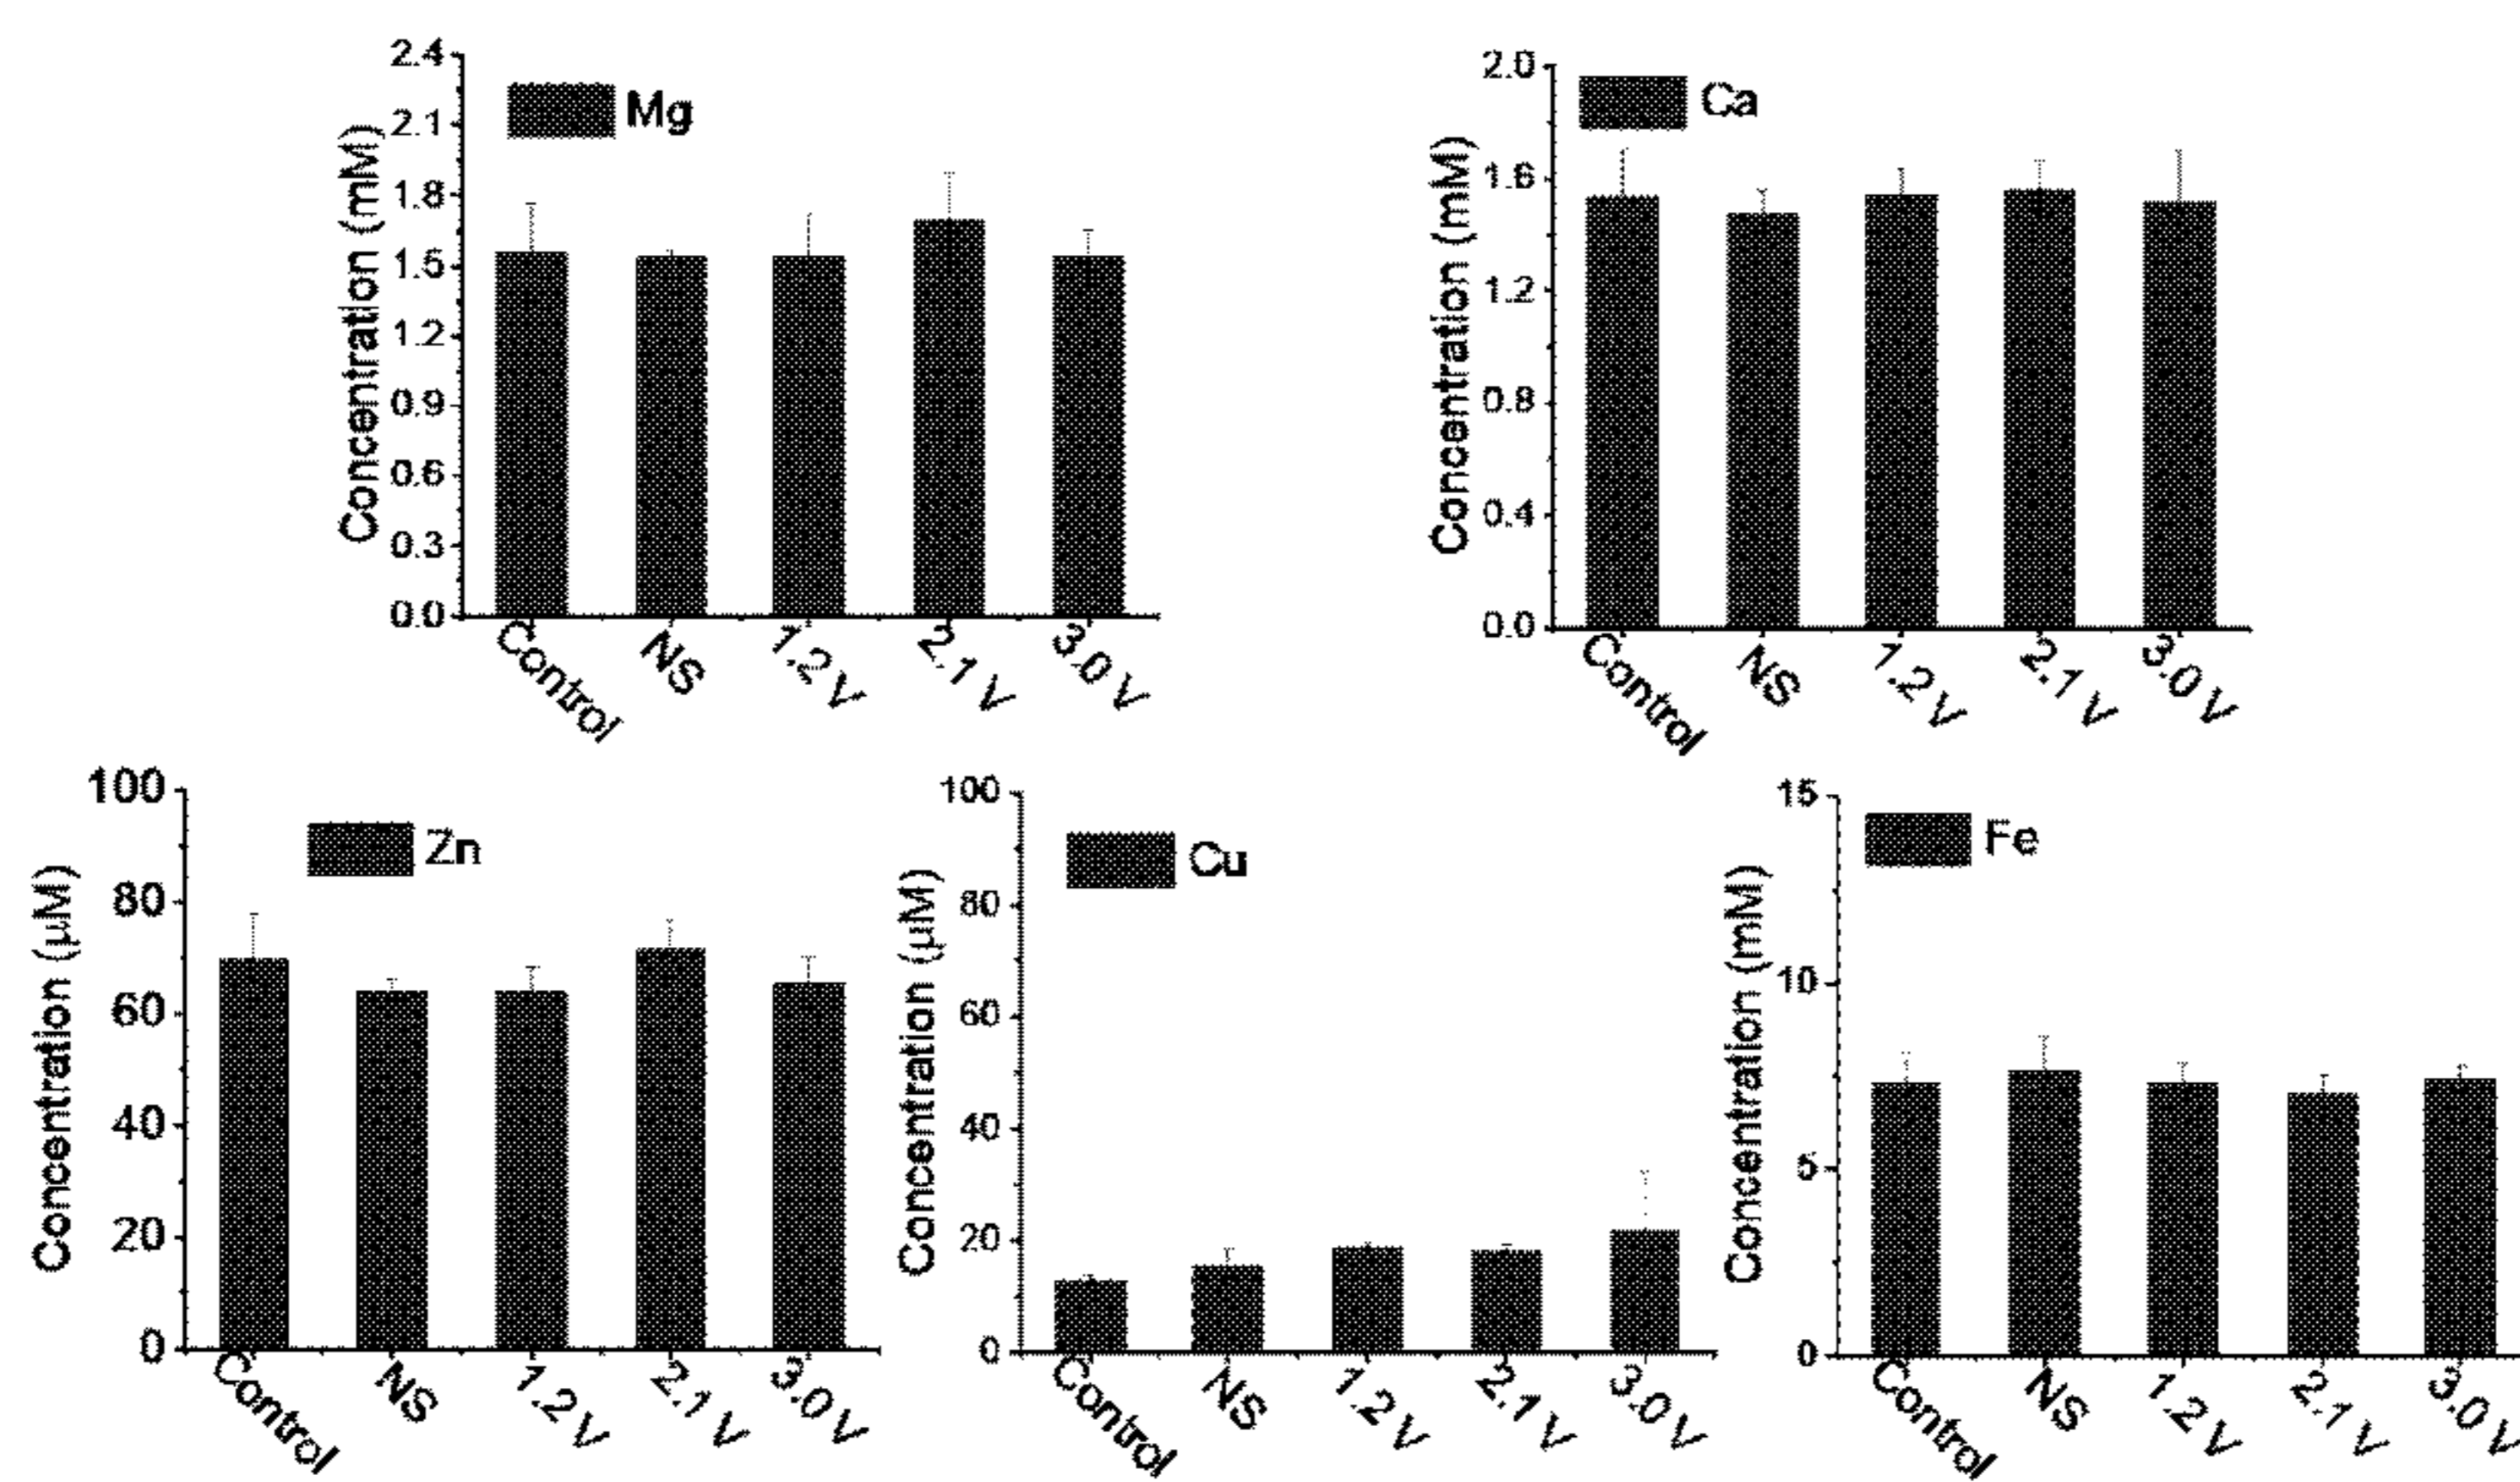 Mg
Concentration (mM)
2.4
2.1
1.8
1.5
1.2
0.9
0.6
0.3
0.0
Control
NS
1.2 V
2.1 V
3.0 V
Ca
Concentration (mM)
2.0
1.6
1.2
0.8
0.4
0.0
Control
NS
1.2 V
2.1 V
3.0 V
Zn
Concentration (µM)
100
80
60
40
20
0
Control
NS
1.2 V
2.1 V
3.0 V
Cu
Concentration (µM)
100
80
60
40
20
0
Control
NS
1.2 V
2.1 V
3.0 V
Fe
Concentration (mM)
15
10
5
0
Control
NS
1.2 V
2.1 V
3.0 V